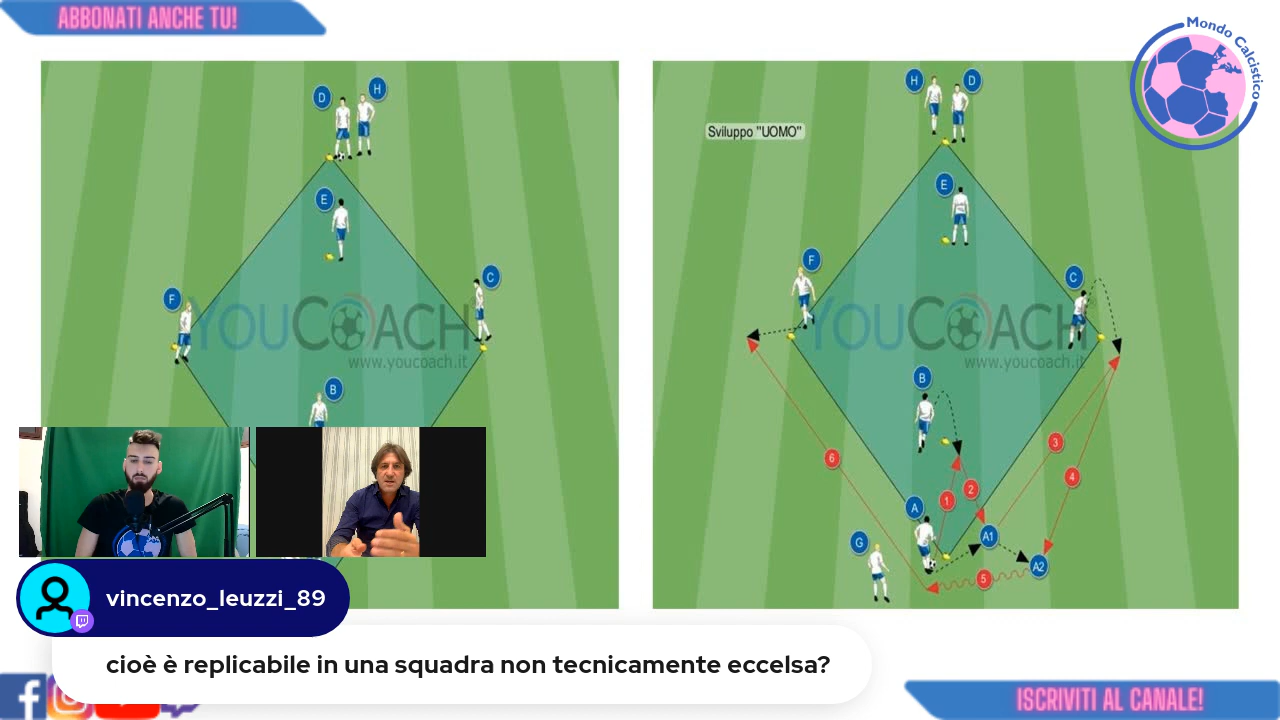 ABBONATI ANCHE TU!
Mondo Calcistico
D
H
E
F
C
B
YOUCOACH
www.youcoach.it
Sviluppo "UOMO"
H
D
E
F
C
B
A
G
A1
A2
1
2
3
4
5
6
YOUCOACH
www.youcoach.it
vincenzo_leuzzi_89
cioè è replicabile in una squadra non tecnicamente eccelsa?
ISCRIVITI AL CANALE!